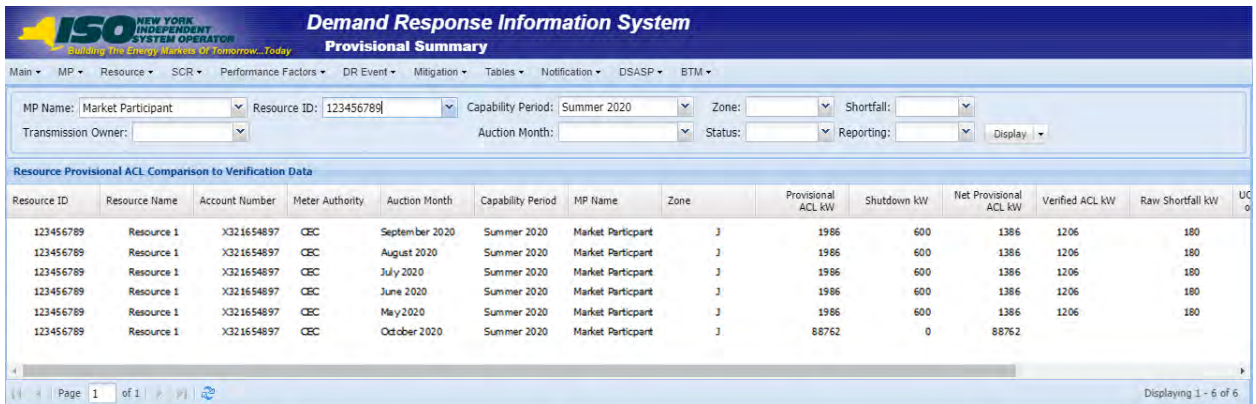 NEW YORK
INDEPENDENT
SYSTEM OPERATOR
ISO
Building The Energy Markets Of Tomorrow...Today
Demand Response Information System
Provisional Summary
Main MP Resource SCR Performance Factors DR Event Mitigation Tables Notification DSASP BTM
MP Name: Market Participant Resource ID: 123456789 Capability Period: Summer 2020 Zone: Shortfall:
Transmission Owner: Auction Month: Status: Reporting: Display
Resource Provisional ACL Comparison to Verification Data
Resource ID Resource Name Account Number Meter Authority Auction Month Capability Period MP Name Zone Provisional ACL kW Shutdown kW Net Provisional ACL kW Verified ACL kW Raw Shortfall kW
123456789 Resource 1 X321654897 CEC September 2020 Summer 2020 Market Particpant J 1986 600 1386 1206 180
123456789 Resource 1 X321654897 CEC August 2020 Summer 2020 Market Particpant J 1986 600 1386 1206 180
123456789 Resource 1 X321654897 CEC July 2020 Summer 2020 Market Particpant J 1986 600 1386 1206 180
123456789 Resource 1 X321654897 CEC June 2020 Summer 2020 Market Particpant J 1986 600 1386 1206 180
123456789 Resource 1 X321654897 CEC May 2020 Summer 2020 Market Particpant J 1986 600 1386 1206 180
123456789 Resource 1 X321654897 CEC October 2020 Summer 2020 Market Particpant J 88762 0 88762
Page 1 of 1 Displaying 1 - 6 of 6